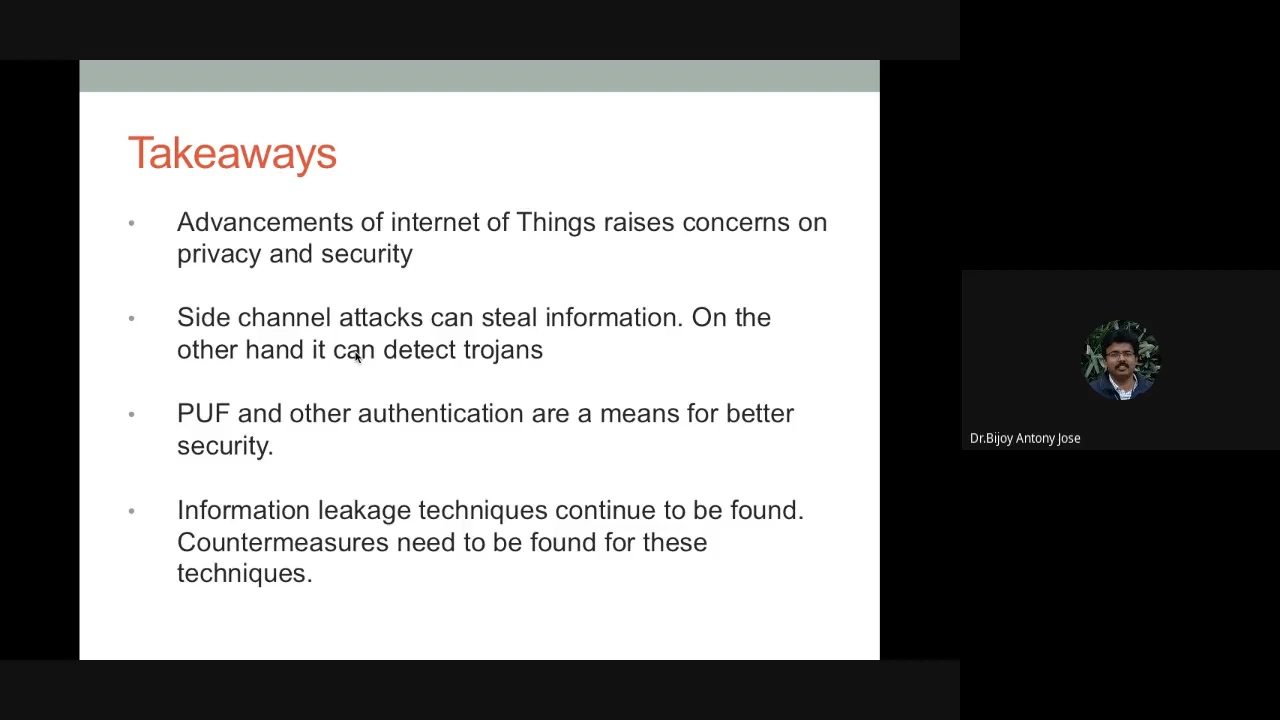 Takeaways
• Advancements of internet of Things raises concerns on
privacy and security
• Side channel attacks can steal information. On the
other hand it can detect trojans
• PUF and other authentication are a means for better
security.
• Information leakage techniques continue to be found.
Countermeasures need to be found for these
techniques.
Dr.Bijoy Antony Jose